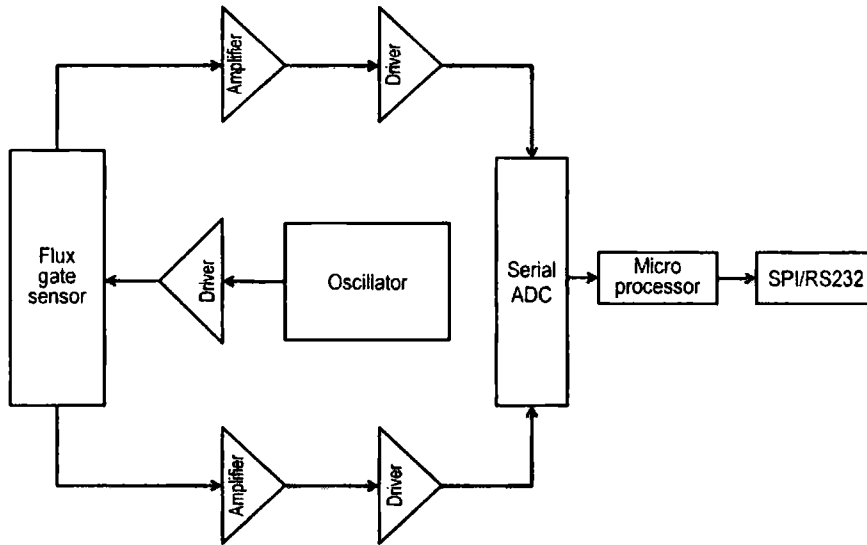 Amplifier
Driver
Flux
gate
sensor
Driver
Oscillator
Serial
ADC
Micro
processor
SPI/RS232
Amplifier
Driver